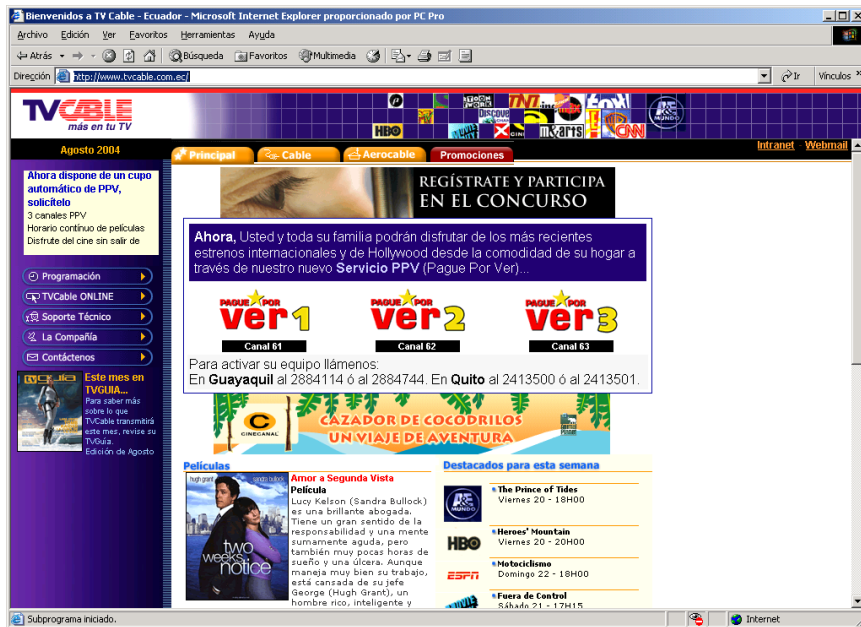 Bienvenidos a TV Cable - Ecuador - Microsoft Internet Explorer proporcionado por PC Pro
Archivo Edición Ver Favoritos Herramientas Ayuda
Atrás Búsqueda Favoritos Multimedia
Dirección http://www.tvcable.com.ec/ Ir Vínculos »
TVCABLE
más en tu TV
HBO
TNT
CNN
m&arts
A&E
MUNDO
Agosto 2004
Principal Cable Aerocable Promociones
Intranet - Webmail
Ahora dispone de un cupo
automático de PPV,
solicítelo
3 canales PPV
Horario contínuo de películas
Disfrute del cine sin salir de
Programación
TVCable ONLINE
Soporte Técnico
La Compañía
Contáctenos
tvguía
Este mes en
TVGUIA...
Para saber más
sobre lo que
TVCable transmitirá
este mes, revise su
TVGuía.
Edición de Agosto
REGÍSTRATE Y PARTICIPA
EN EL CONCURSO
Ahora, Usted y toda su familia podrán disfrutar de los más recientes
estrenos internacionales y de Hollywood desde la comodidad de su hogar a
través de nuestro nuevo Servicio PPV (Pague Por Ver)...
PAGUE POR ver 1
PAGUE POR ver 2
PAGUE POR ver 3
Canal 61 Canal 62 Canal 63
Para activar su equipo llámenos:
En Guayaquil al 2884114 ó al 2884744. En Quito al 2413500 ó al 2413501.
C
CINECANAL
CAZADOR DE COCODRILOS
UN VIAJE DE AVENTURA
Películas
hugh grant sandra bullock
two
weeks
notice
Amor a Segunda Vista
Película
Lucy Kelson (Sandra Bullock)
es una brillante abogada.
Tiene un gran sentido de la
responsabilidad y una mente
sumamente aguda, pero
también muy pocas horas de
sueño y una úlcera. Aunque
maneja muy bien su trabajo,
está cansada de su jefe
George (Hugh Grant), un
hombre rico, inteligente y
Destacados para esta semana
A&E
MUNDO
The Prince of Tides
Viernes 20 - 18H00
HBO
Heroes' Mountain
Viernes 20 - 20H00
ESPN
Motociclismo
Domingo 22 - 18H00
Fuera de Control
Sábado 21 - 17H15
Subprograma iniciado.
Internet